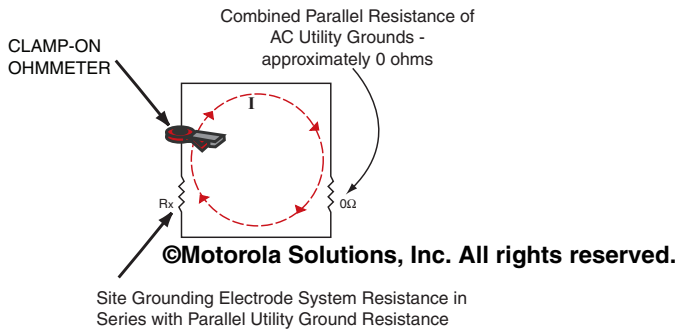 Combined Parallel Resistance of
AC Utility Grounds -
approximately 0 ohms
CLAMP-ON
OHMMETER
I
Rx
0Ω
©Motorola Solutions, Inc. All rights reserved.
Site Grounding Electrode System Resistance in
Series with Parallel Utility Ground Resistance